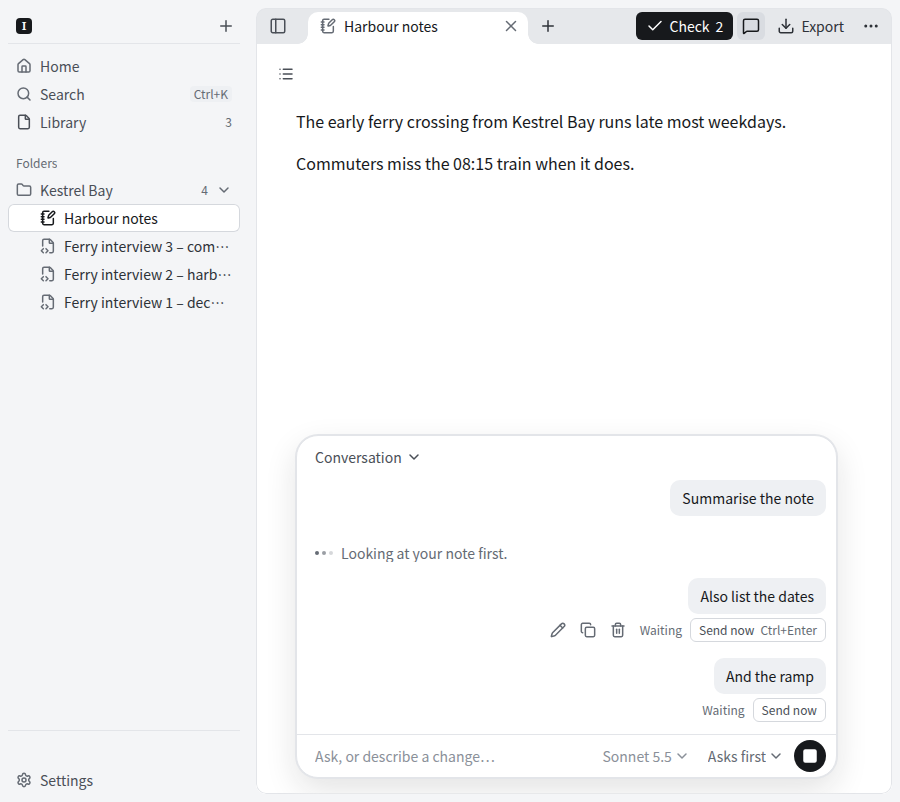 I
Home
Search Ctrl+K
Library 3
Folders
Kestrel Bay 4
Harbour notes
Ferry interview 3 – com…
Ferry interview 2 – harb…
Ferry interview 1 – dec…
Settings
Harbour notes
Check 2
Export
The early ferry crossing from Kestrel Bay runs late most weekdays.
Commuters miss the 08:15 train when it does.
Conversation
Summarise the note
Looking at your note first.
Also list the dates
Waiting Send now Ctrl+Enter
And the ramp
Waiting Send now
Ask, or describe a change… Sonnet 5.5 Asks first